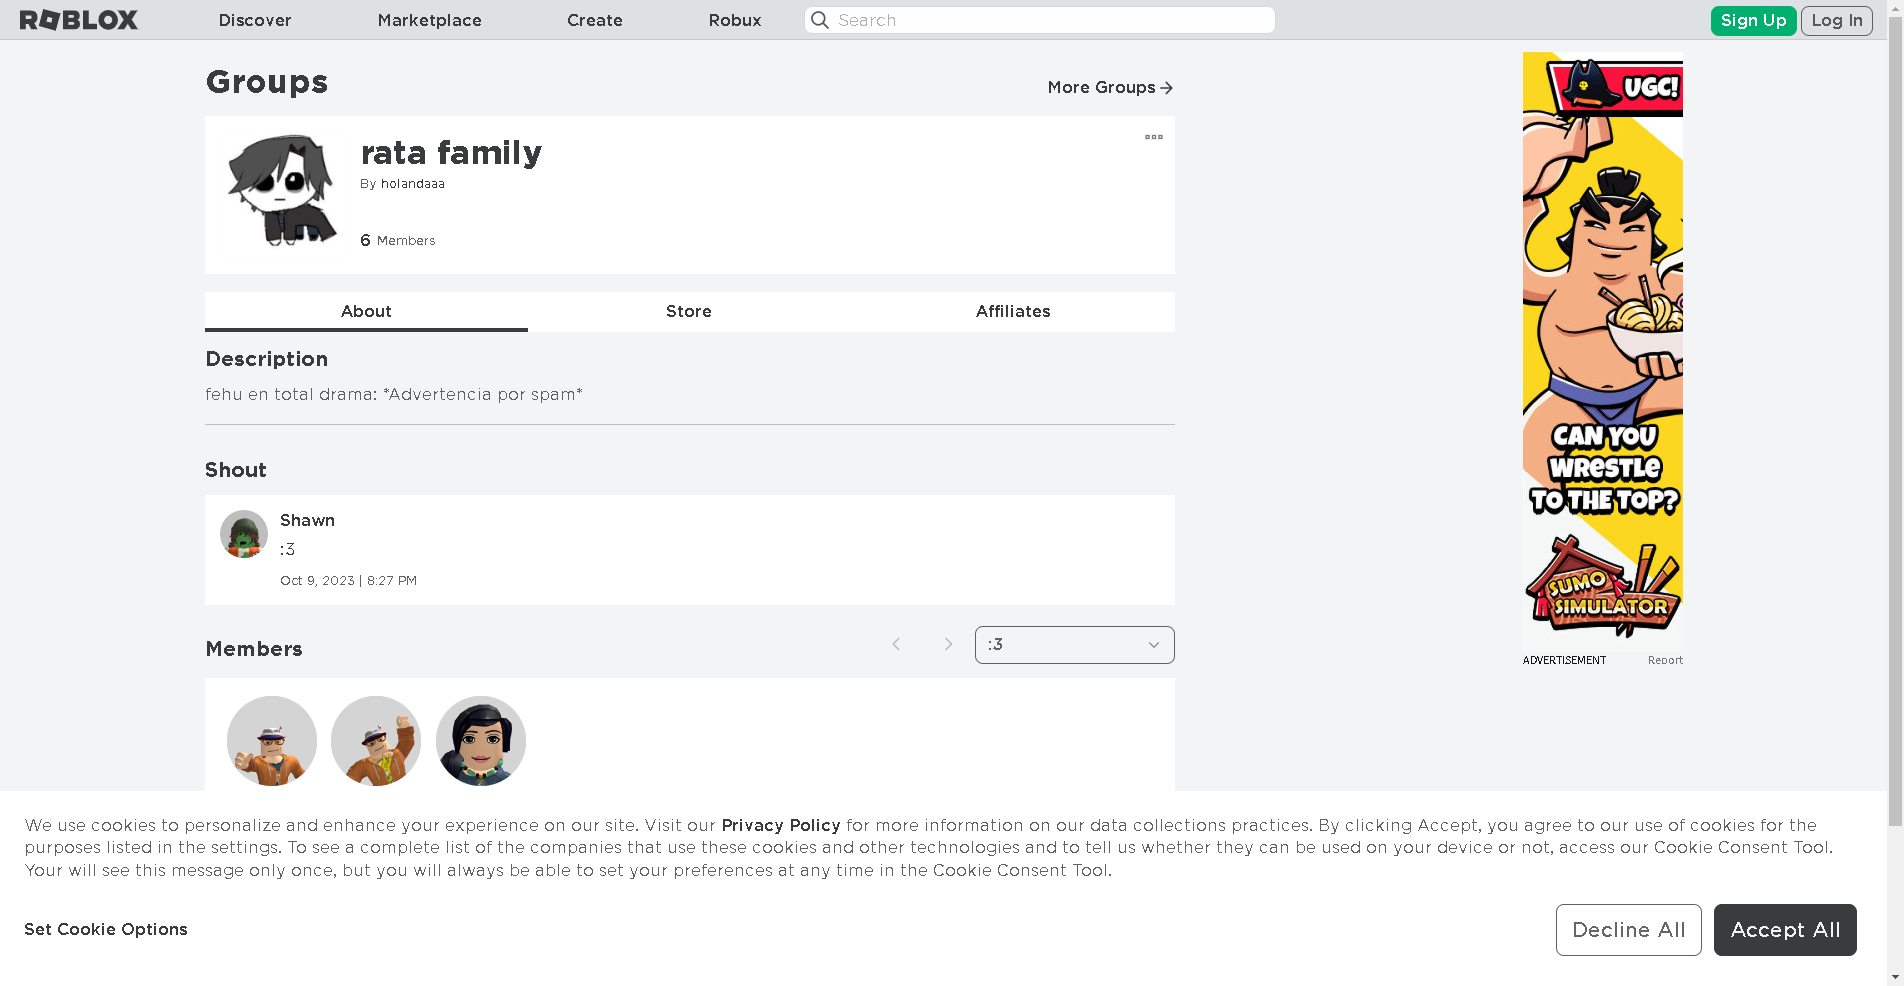 ROBLOX
Discover
Marketplace
Create
Robux
Search
Sign Up
Log In
Groups
More Groups
rata family
By holandaaa
6 Members
About
Store
Affiliates
Description
fehu en total drama: *Advertencia por spam*
Shout
Shawn
:3
Oct 9, 2023 | 8:27 PM
Members
:3
UGC!
CAN YOU
WRESTLE
TO THE TOP?
SUMO
SIMULATOR
ADVERTISEMENT
Report
We use cookies to personalize and enhance your experience on our site. Visit our Privacy Policy for more information on our data collections practices. By clicking Accept, you agree to our use of cookies for the
purposes listed in the settings. To see a complete list of the companies that use these cookies and other technologies and to tell us whether they can be used on your device or not, access our Cookie Consent Tool.
Your will see this message only once, but you will always be able to set your preferences at any time in the Cookie Consent Tool.
Set Cookie Options
Decline All
Accept All